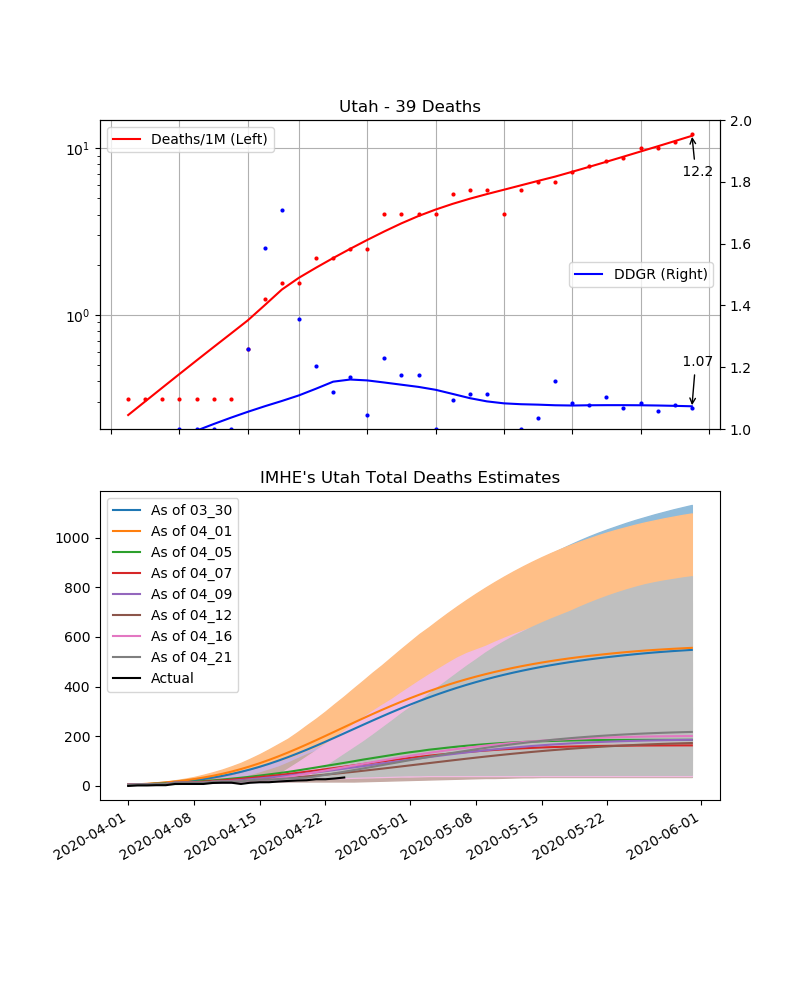 Utah - 39 Deaths
Deaths/1M (Left)
10¹
10⁰
2.0
1.8
1.6
1.4
1.2
1.0
12.2
DDGR (Right)
1.07
IMHE's Utah Total Deaths Estimates
As of 03_30
As of 04_01
As of 04_05
As of 04_07
As of 04_09
As of 04_12
As of 04_16
As of 04_21
Actual
1000
800
600
400
200
0
2020-04-01
2020-04-08
2020-04-15
2020-04-22
2020-05-01
2020-05-08
2020-05-15
2020-05-22
2020-06-01